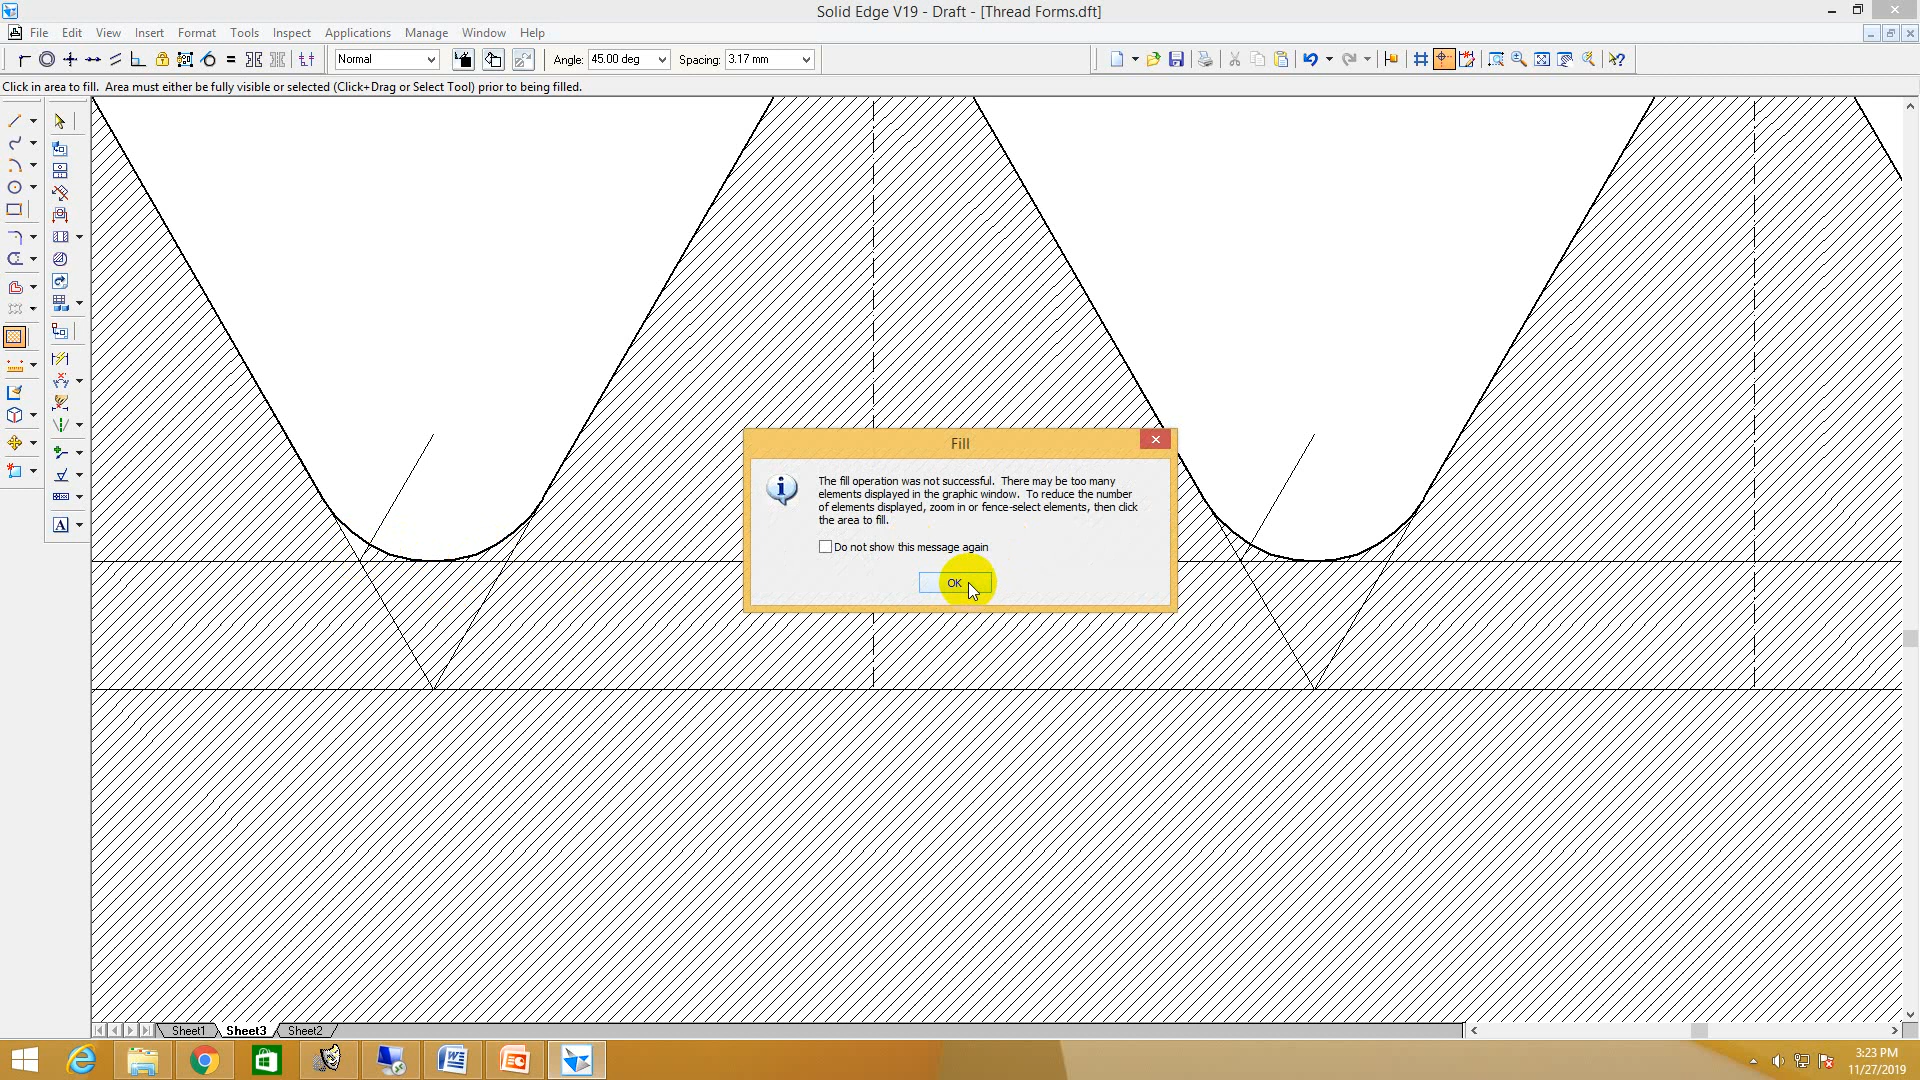 Solid Edge V19 - Draft - [Thread Forms.dft]
File Edit View Insert Format Tools Inspect Applications Manage Window Help
Normal Angle: 45.00 deg Spacing: 3.17 mm
Click in area to fill. Area must either be fully visible or selected (Click+Drag or Select Tool) prior to being filled.
Fill
The fill operation was not successful. There may be too many
elements displayed in the graphic window. To reduce the number
of elements displayed, zoom in or fence-select elements, then click
the area to fill.
Do not show this message again
OK
A
Sheet1 Sheet3 Sheet2
3:23 PM
11/27/2019